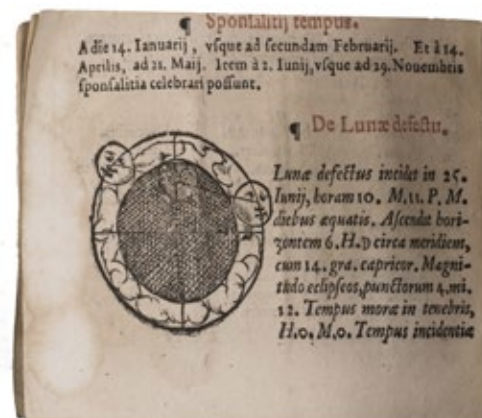 ¶ Sponsalitij tempus.
A die 14. Ianuarij, vsque ad secundam Februarij. Et à 14.
Aprilis, ad 21. Maij. Item à 2. Iunij, vsque ad 29. Nouembris
sponsalitia celebrari possunt.
¶ De Lunæ defectu.
Lunæ defectus incidet in 25.
Iunij, horam 10. M. 11. P. M.
diebus æquatis. Ascendet hori-
zontem 6. H. D circa meridiem,
cum 14. gra. capricor. Magni-
tudo eclipseos, punctorum 4. mi.
12. Tempus moræ in tenebris,
H. 0. M. 0. Tempus incidentiæ